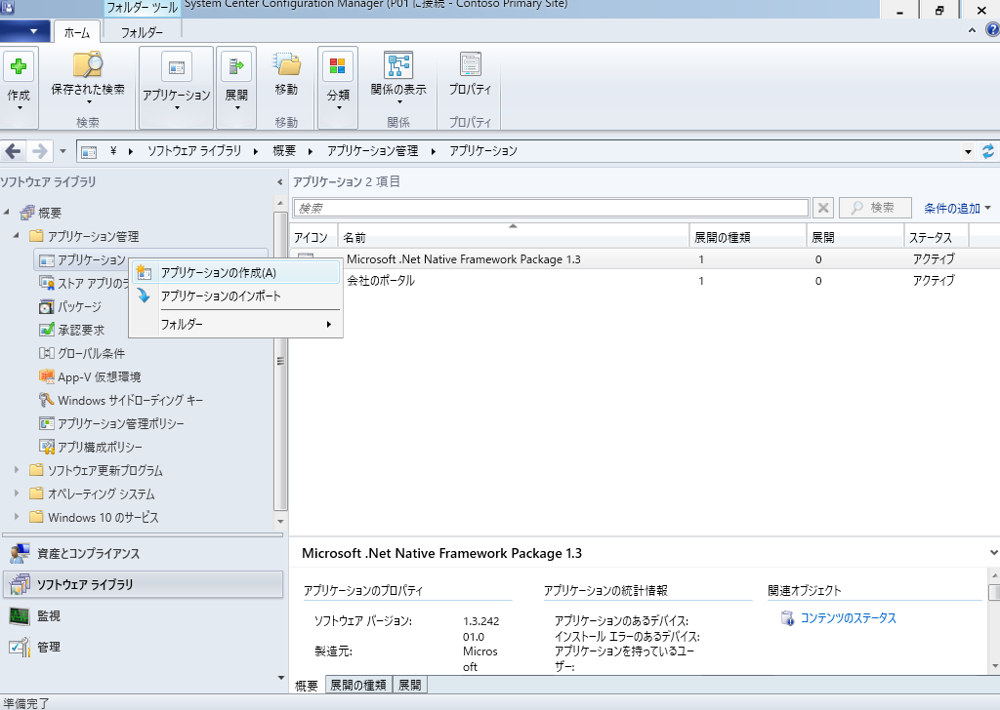 フォルダー ツール
System Center Configuration Manager (P01 に接続 - Contoso Primary Site)
ホーム
フォルダー
作成
保存された検索
アプリケーション
展開
移動
分類
関係の表示
プロパティ
検索
移動
関係
プロパティ
¥ ソフトウェア ライブラリ 概要 アプリケーション管理 アプリケーション
ソフトウェア ライブラリ
概要
アプリケーション管理
アプリケーション
ストア アプリのラ
パッケージ
承認要求
グローバル条件
App-V 仮想環境
Windows サイドローディング キー
アプリケーション管理ポリシー
アプリ構成ポリシー
ソフトウェア更新プログラム
オペレーティング システム
Windows 10 のサービス
資産とコンプライアンス
ソフトウェア ライブラリ
監視
管理
アプリケーションの作成(A)
アプリケーションのインポート
フォルダー
アプリケーション 2 項目
検索
検索
条件の追加
アイコン 名前 展開の種類 展開 ステータス
Microsoft .Net Native Framework Package 1.3 1 0 アクティブ
会社のポータル 1 0 アクティブ
Microsoft .Net Native Framework Package 1.3
アプリケーションのプロパティ
ソフトウェア バージョン: 1.3.242
01.0
製造元: Micros
oft
アプリケーションの統計情報
アプリケーションのあるデバイス:
インストール エラーのあるデバイス:
アプリケーションを持っているユー
ザー:
関連オブジェクト
コンテンツのステータス
概要 展開の種類 展開
準備完了